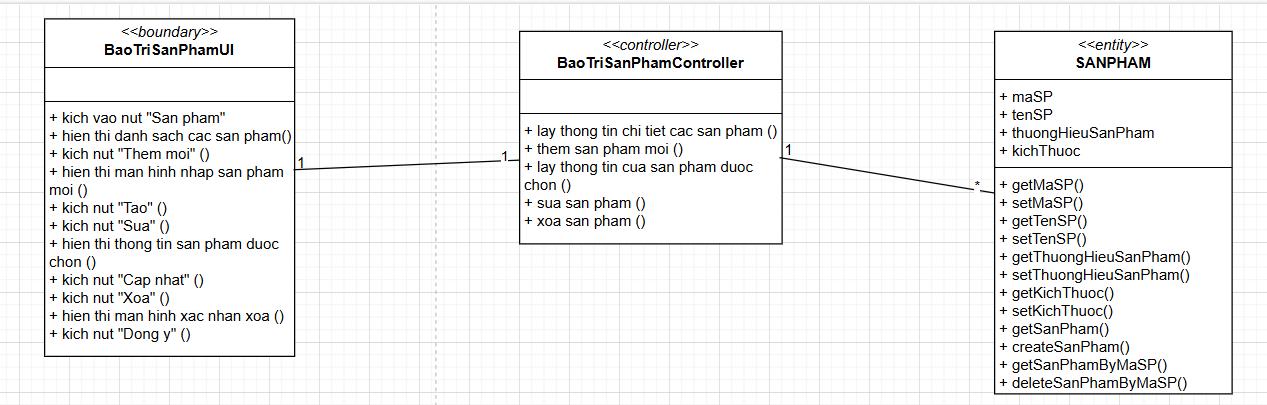 <<boundary>>
BaoTriSanPhamUI
+ kich vao nut "San pham"
+ hien thi danh sach cac san pham()
+ kich nut "Them moi" ()
+ hien thi man hinh nhap san pham
moi ()
+ kich nut "Tao" ()
+ kich nut "Sua" ()
+ hien thi thong tin san pham duoc
chon ()
+ kich nut "Cap nhat" ()
+ kich nut "Xoa" ()
+ hien thi man hinh xac nhan xoa ()
+ kich nut "Dong y" ()
1
1
<<controller>>
BaoTriSanPhamController
+ lay thong tin chi tiet cac san pham ()
+ them san pham moi ()
+ lay thong tin cua san pham duoc
chon ()
+ sua san pham ()
+ xoa san pham ()
1
*
<<entity>>
SANPHAM
+ maSP
+ tenSP
+ thuongHieuSanPham
+ kichThuoc
+ getMaSP()
+ setMaSP()
+ getTenSP()
+ setTenSP()
+ getThuongHieuSanPham()
+ setThuongHieuSanPham()
+ getKichThuoc()
+ setKichThuoc()
+ getSanPham()
+ createSanPham()
+ getSanPhamByMaSP()
+ deleteSanPhamByMaSP()